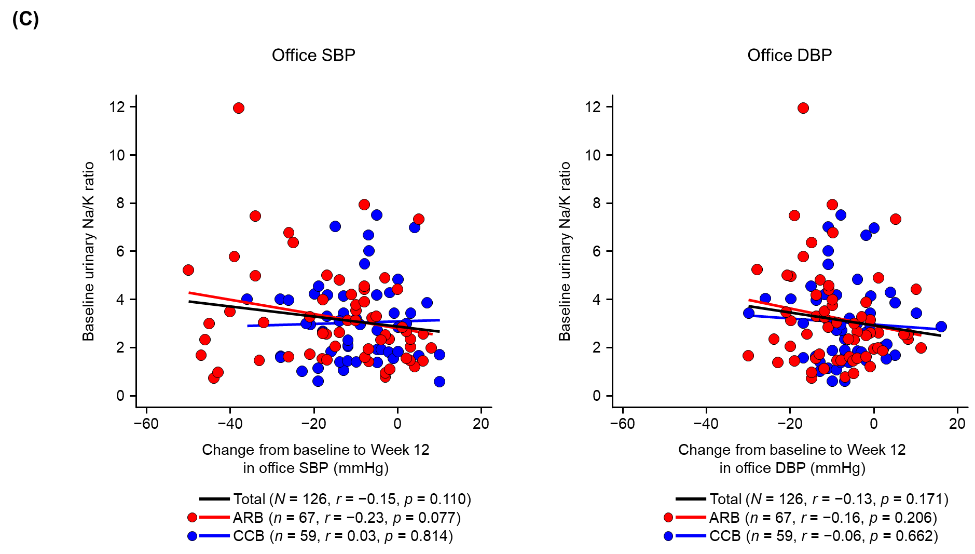 (C)
Office SBP
Office DBP
12
10
8
6
4
2
0
Baseline urinary Na/K ratio
−60
−40
−20
0
20
Change from baseline to Week 12
in office SBP (mmHg)
Total (N = 126, r = −0.15, p = 0.110)
ARB (n = 67, r = −0.23, p = 0.077)
CCB (n = 59, r = 0.03, p = 0.814)
12
10
8
6
4
2
0
Baseline urinary Na/K ratio
−60
−40
−20
0
20
Change from baseline to Week 12
in office DBP (mmHg)
Total (N = 126, r = −0.13, p = 0.171)
ARB (n = 67, r = −0.16, p = 0.206)
CCB (n = 59, r = −0.06, p = 0.662)